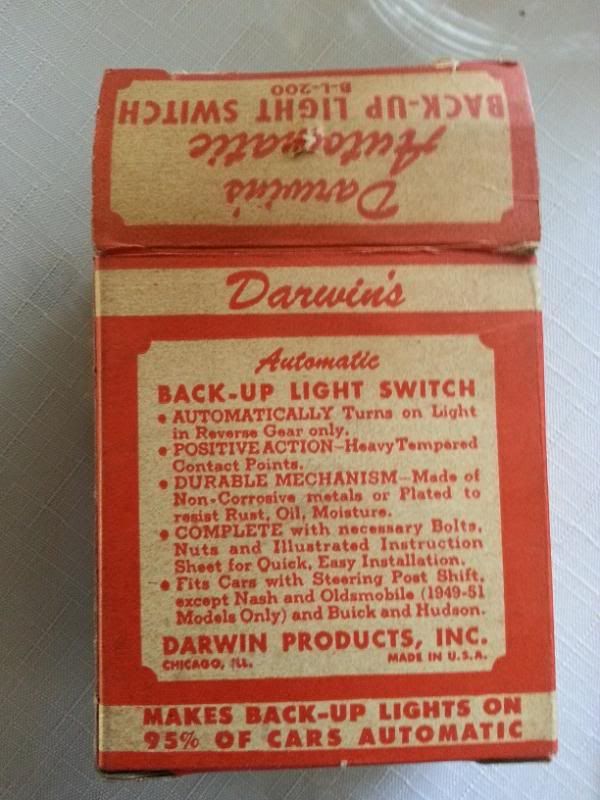 Darwin's
Automatic
BACK-UP LIGHT SWITCH
B-L-200
Darwin's
Automatic
BACK-UP LIGHT SWITCH
• AUTOMATICALLY Turns on Light
in Reverse Gear only.
• POSITIVE ACTION—Heavy Tempered
Contact Points.
• DURABLE MECHANISM—Made of
Non-Corrosive metals or Plated to
resist Rust, Oil, Moisture.
• COMPLETE with necessary Bolts,
Nuts and Illustrated Instruction
Sheet for Quick, Easy Installation.
• Fits Cars with Steering Post Shift,
except Nash and Oldsmobile (1949-51
Models Only) and Buick and Hudson.
DARWIN PRODUCTS, INC.
CHICAGO, ILL. MADE IN U.S.A.
MAKES BACK-UP LIGHTS ON
95% OF CARS AUTOMATIC